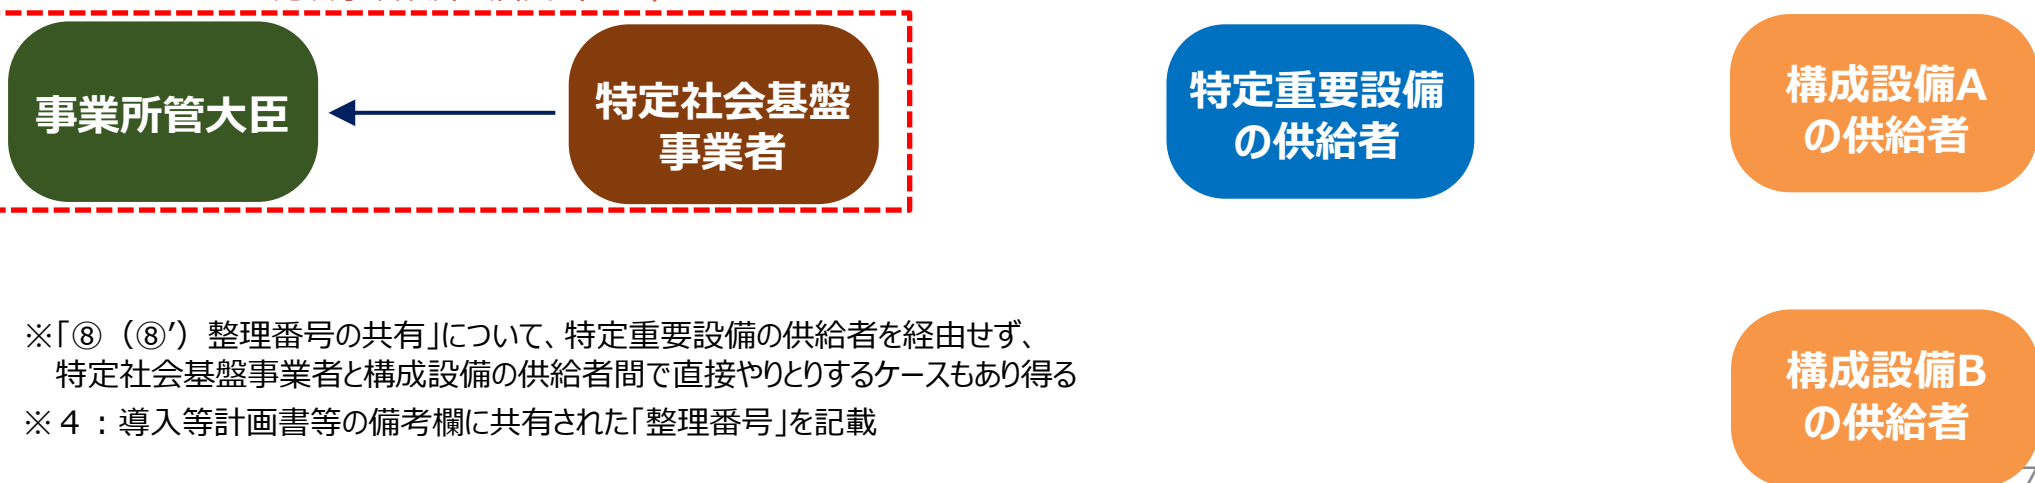 事業所管大臣
特定社会基盤
事業者
特定重要設備
の供給者
構成設備A
の供給者
※「⑧（⑧’）整理番号の共有」について、特定重要設備の供給者を経由せず、
特定社会基盤事業者と構成設備の供給者間で直接やりとりするケースもあり得る
※４：導入等計画書等の備考欄に共有された「整理番号」を記載
構成設備B
の供給者